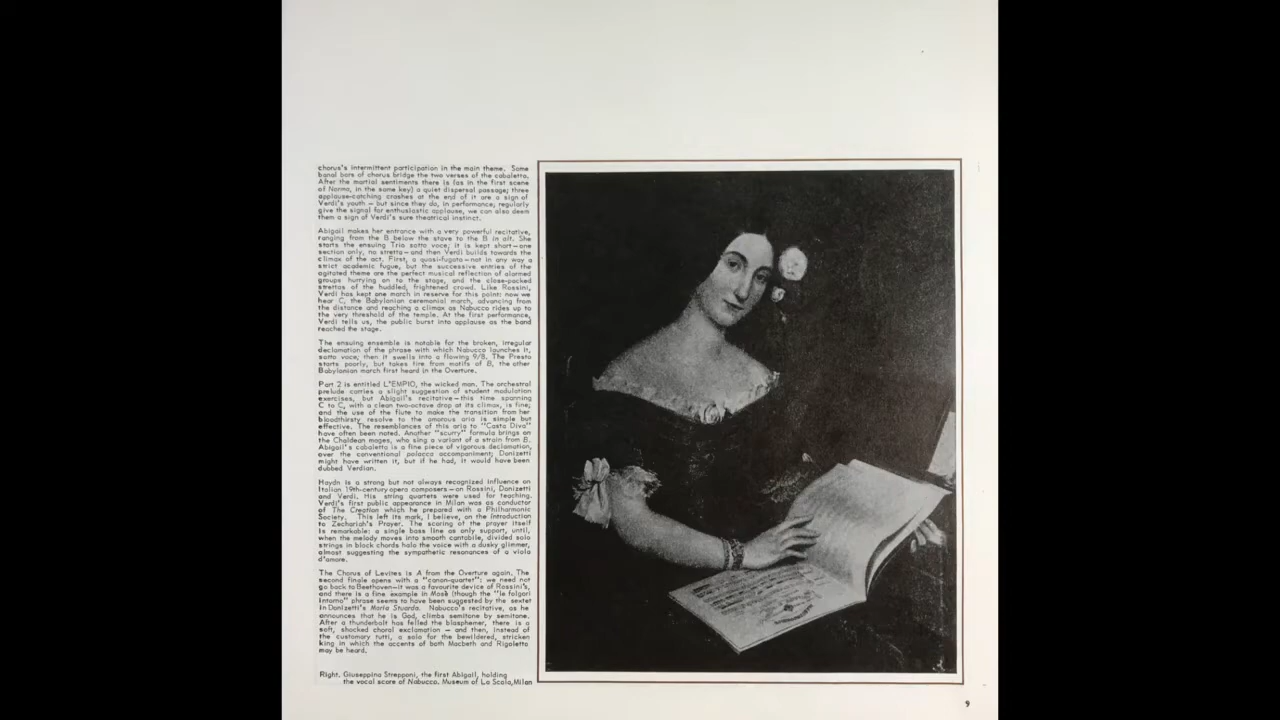 chorus's intermittent participation in the main theme. Some
banal bars of chorus bridge the two verses of the cabaletta.
After the martial sentiments there is (as in the first scene
of Norma, in the same key) a quiet dispersal passage; three
applause-catching crashes at the end of it are a sign of
Verdi's youth – but since they do, in performance, regularly
give the signal for enthusiastic applause, we can also deem
them a sign of Verdi's sure theatrical instinct.
Abigail makes her entrance with a very powerful recitative,
ranging from the B below the stave to the B in alt. She
starts the ensuing Trio sotto voce; it is kept short – one
section only, no stretta – and then Verdi builds towards the
climax of the act. First, a quasi-fugato – not in any way a
strict academic fugue, but the successive entries of the
agitated theme are the perfect musical reflection of alarmed
groups hurrying on to the stage, and the close-packed
strettos of the huddled, frightened crowd. Like Rossini,
Verdi has kept one march in reserve for this point: now we
hear C, the Babylonian ceremonial march, advancing from
the distance and reaching a climax as Nabucco rides up to
the very threshold of the temple. At the first performance,
Verdi tells us, the public burst into applause as the band
reached the stage.
The ensuing ensemble is notable for the broken, irregular
declamation of the phrase with which Nabucco launches it,
sotto voce; then it swells into a flowing 9/8. The Presto
starts poorly, but takes fire from motifs of B, the other
Babylonian march first heard in the Overture.
Part 2 is entitled L'EMPIO, the wicked man. The orchestral
prelude carries a slight suggestion of student modulation
exercises, but Abigail's recitative – this time spanning
C to C, with a clean two-octave drop at its climax, is fine;
and the use of the flute to make the transition from her
bloodthirsty resolve to the amorous aria is simple but
effective. The resemblances of this aria to "Casta Diva"
have often been noted. Another "scurry" formula brings on
the Chaldean mages, who sing a variant of a strain from B.
Abigail's cabaletta is a fine piece of vigorous declamation,
over the conventional polacca accompaniment; Donizetti
might have written it, but if he had, it would have been
dubbed Verdian.
Haydn is a strong but not always recognized influence on
Italian 19th-century opera composers – on Rossini, Donizetti
and Verdi. His string quartets were used for teaching.
Verdi's first public appearance in Milan was as conductor
of The Creation which he prepared with a Philharmonic
Society. This left its mark, I believe, on the Introduction
to Zechariah's Prayer. The scoring of the prayer itself
is remarkable: a single bass line as only support, until,
when the melody moves into smooth cantabile, divided solo
strings in block chords halo the voice with a dusky glimmer,
almost suggesting the sympathetic resonances of a viola
d'amore.
The Chorus of Levites is A from the Overture again. The
second finale opens with a "canon-quartet"; we need not
go back to Beethoven – it was a favourite device of Rossini's,
and there is a fine example in Mosè (though the "le folgori
intorno" phrase seems to have been suggested by the sextet
in Donizetti's Maria Stuarda. Nabucco's recitative, as he
announces that he is God, climbs semitone by semitone.
After a thunderbolt has felled the blasphemer, there is a
soft, shocked choral exclamation – and then, instead of
the customary tutti, a solo for the bewildered, stricken
king in which the accents of both Macbeth and Rigoletto
may be heard.
Right. Giuseppina Strepponi, the first Abigail, holding
the vocal score of Nabucco. Museum of La Scala, Milan
9